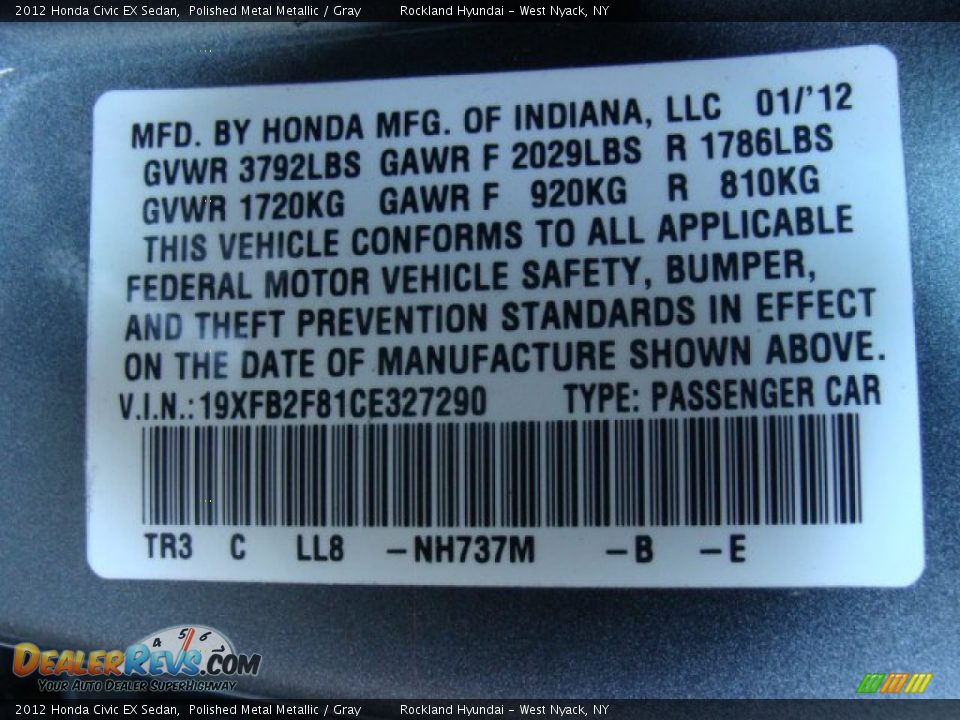 2012 Honda Civic EX Sedan, Polished Metal Metallic / Gray Rockland Hyundai - West Nyack, NY
MFD. BY HONDA MFG. OF INDIANA, LLC 01/'12
GVWR 3792LBS GAWR F 2029LBS R 1786LBS
GVWR 1720KG GAWR F 920KG R 810KG
THIS VEHICLE CONFORMS TO ALL APPLICABLE
FEDERAL MOTOR VEHICLE SAFETY, BUMPER,
AND THEFT PREVENTION STANDARDS IN EFFECT
ON THE DATE OF MANUFACTURE SHOWN ABOVE.
V.I.N.: 19XFB2F81CE327290 TYPE: PASSENGER CAR
TR3 C LL8 -NH737M -B -E
4 5 6
DEALERREVS.COM
YOUR AUTO DEALER SUPERHIGHWAY
2012 Honda Civic EX Sedan, Polished Metal Metallic / Gray Rockland Hyundai - West Nyack, NY